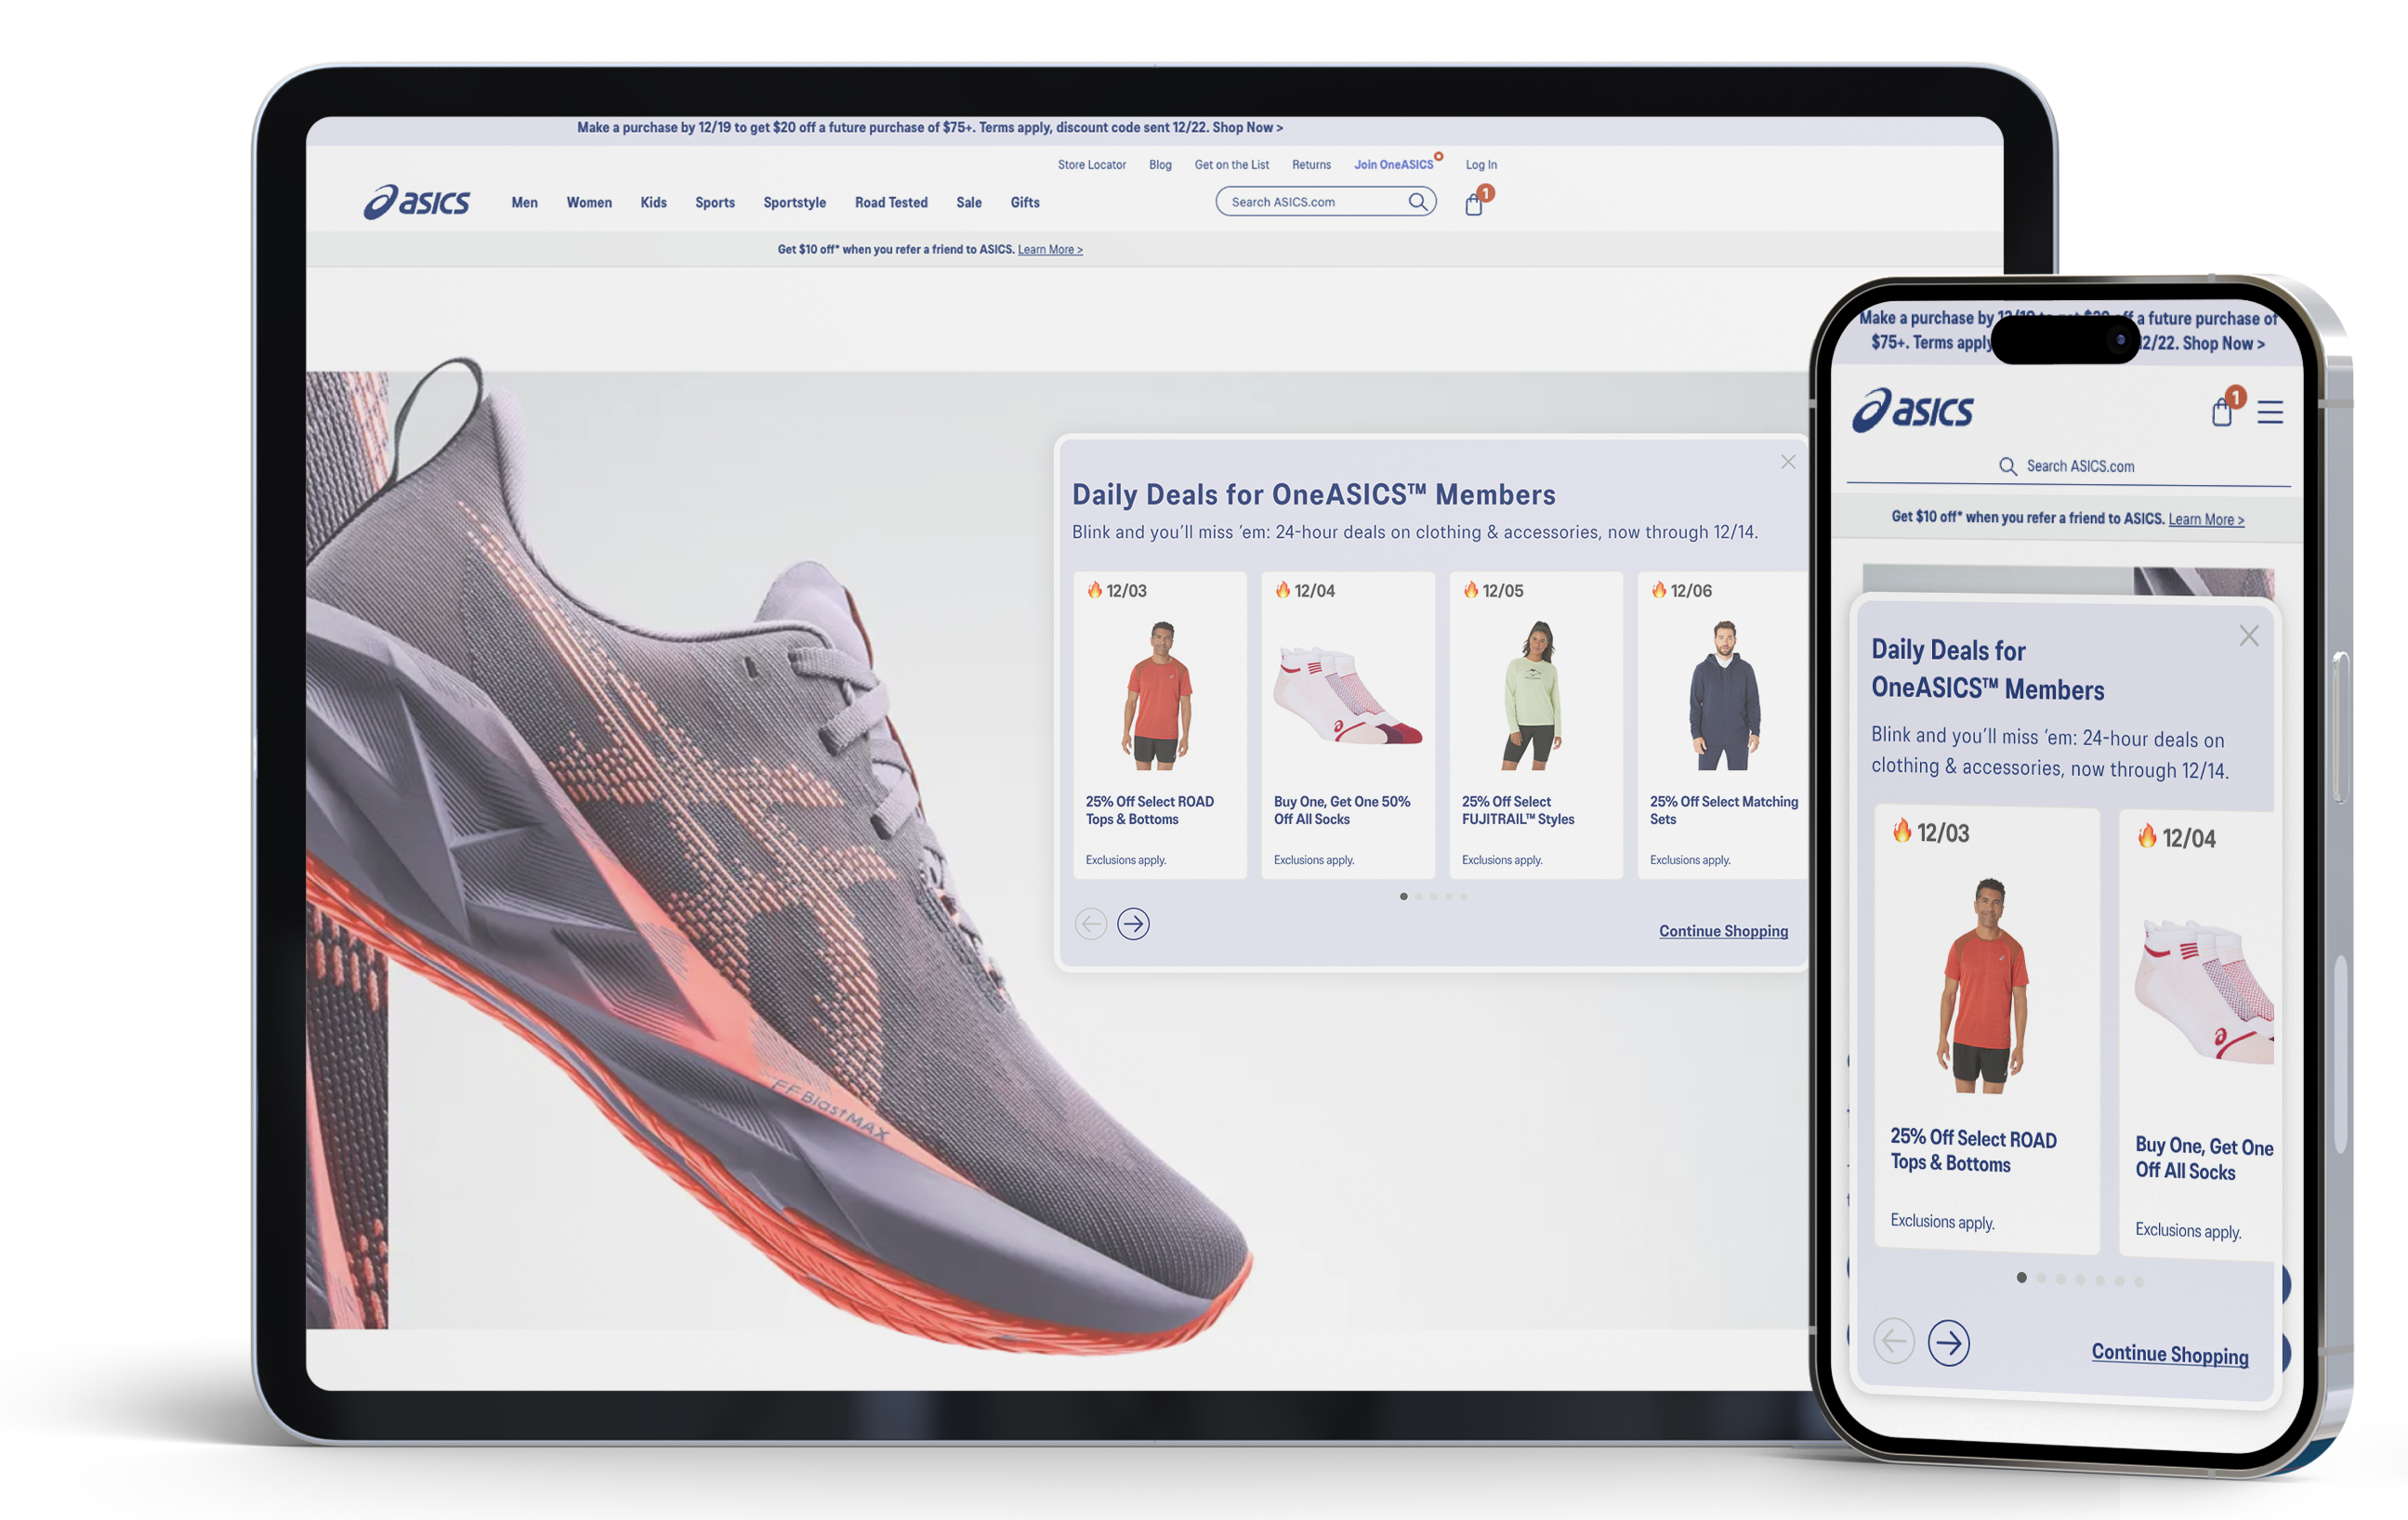 Make a purchase by 12/19 to get $20 off a future purchase of $75+. Terms apply, discount code sent 12/22. Shop Now >
Store Locator Blog Get on the List Returns Join OneASICS Log In
asics Men Women Kids Sports Sportstyle Road Tested Sale Gifts Search ASICS.com 1
Get $10 off* when you refer a friend to ASICS. Learn More >
FF BlastMAX
Daily Deals for OneASICS™ Members
Blink and you'll miss 'em: 24-hour deals on clothing & accessories, now through 12/14.
12/03
25% Off Select ROAD
Tops & Bottoms
Exclusions apply.
12/04
Buy One, Get One 50%
Off All Socks
Exclusions apply.
12/05
25% Off Select
FUJITRAIL™ Styles
Exclusions apply.
12/06
25% Off Select Matching
Sets
Exclusions apply.
Continue Shopping
Make a purchase by off a future purchase of
$75+. Terms apply 12/22. Shop Now >
asics 1
Search ASICS.com
Get $10 off* when you refer a friend to ASICS. Learn More >
Daily Deals for
OneASICS™ Members
Blink and you'll miss 'em: 24-hour deals on
clothing & accessories, now through 12/14.
12/03
25% Off Select ROAD
Tops & Bottoms
Exclusions apply.
12/04
Buy One, Get One
Off All Socks
Exclusions apply.
Continue Shopping